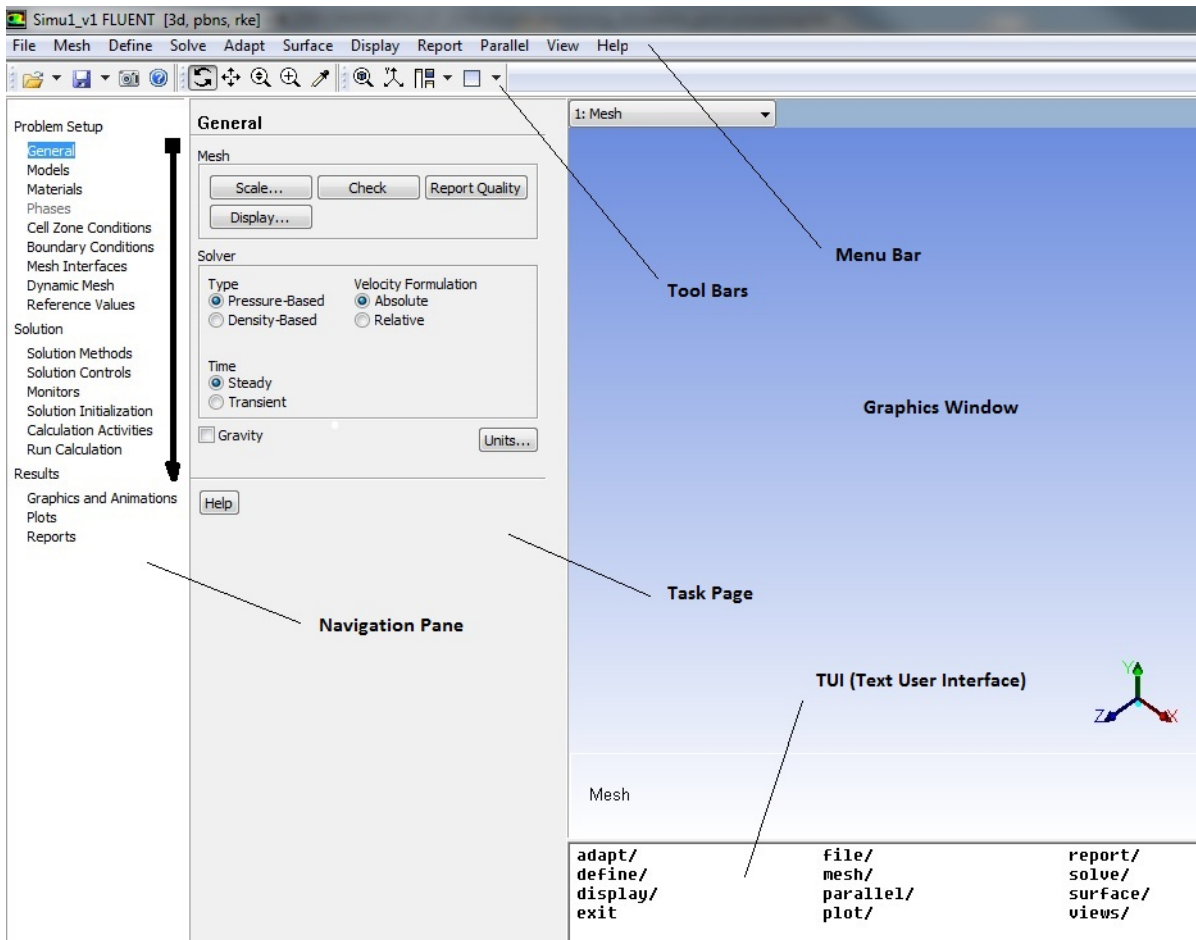 Simu1_v1 FLUENT [3d, pbns, rke]
File Mesh Define Solve Adapt Surface Display Report Parallel View Help
Problem Setup
General
Models
Materials
Phases
Cell Zone Conditions
Boundary Conditions
Mesh Interfaces
Dynamic Mesh
Reference Values
Solution
Solution Methods
Solution Controls
Monitors
Solution Initialization
Calculation Activities
Run Calculation
Results
Graphics and Animations
Plots
Reports
Navigation Pane
General
Mesh
Scale... Check Report Quality
Display...
Solver
Type Velocity Formulation
Pressure-Based Absolute
Density-Based Relative
Time
Steady
Transient
Gravity Units...
Help
1: Mesh
Menu Bar
Tool Bars
Graphics Window
Task Page
TUI (Text User Interface)
Y
Z X
Mesh
adapt/ file/ report/
define/ mesh/ solve/
display/ parallel/ surface/
exit plot/ views/